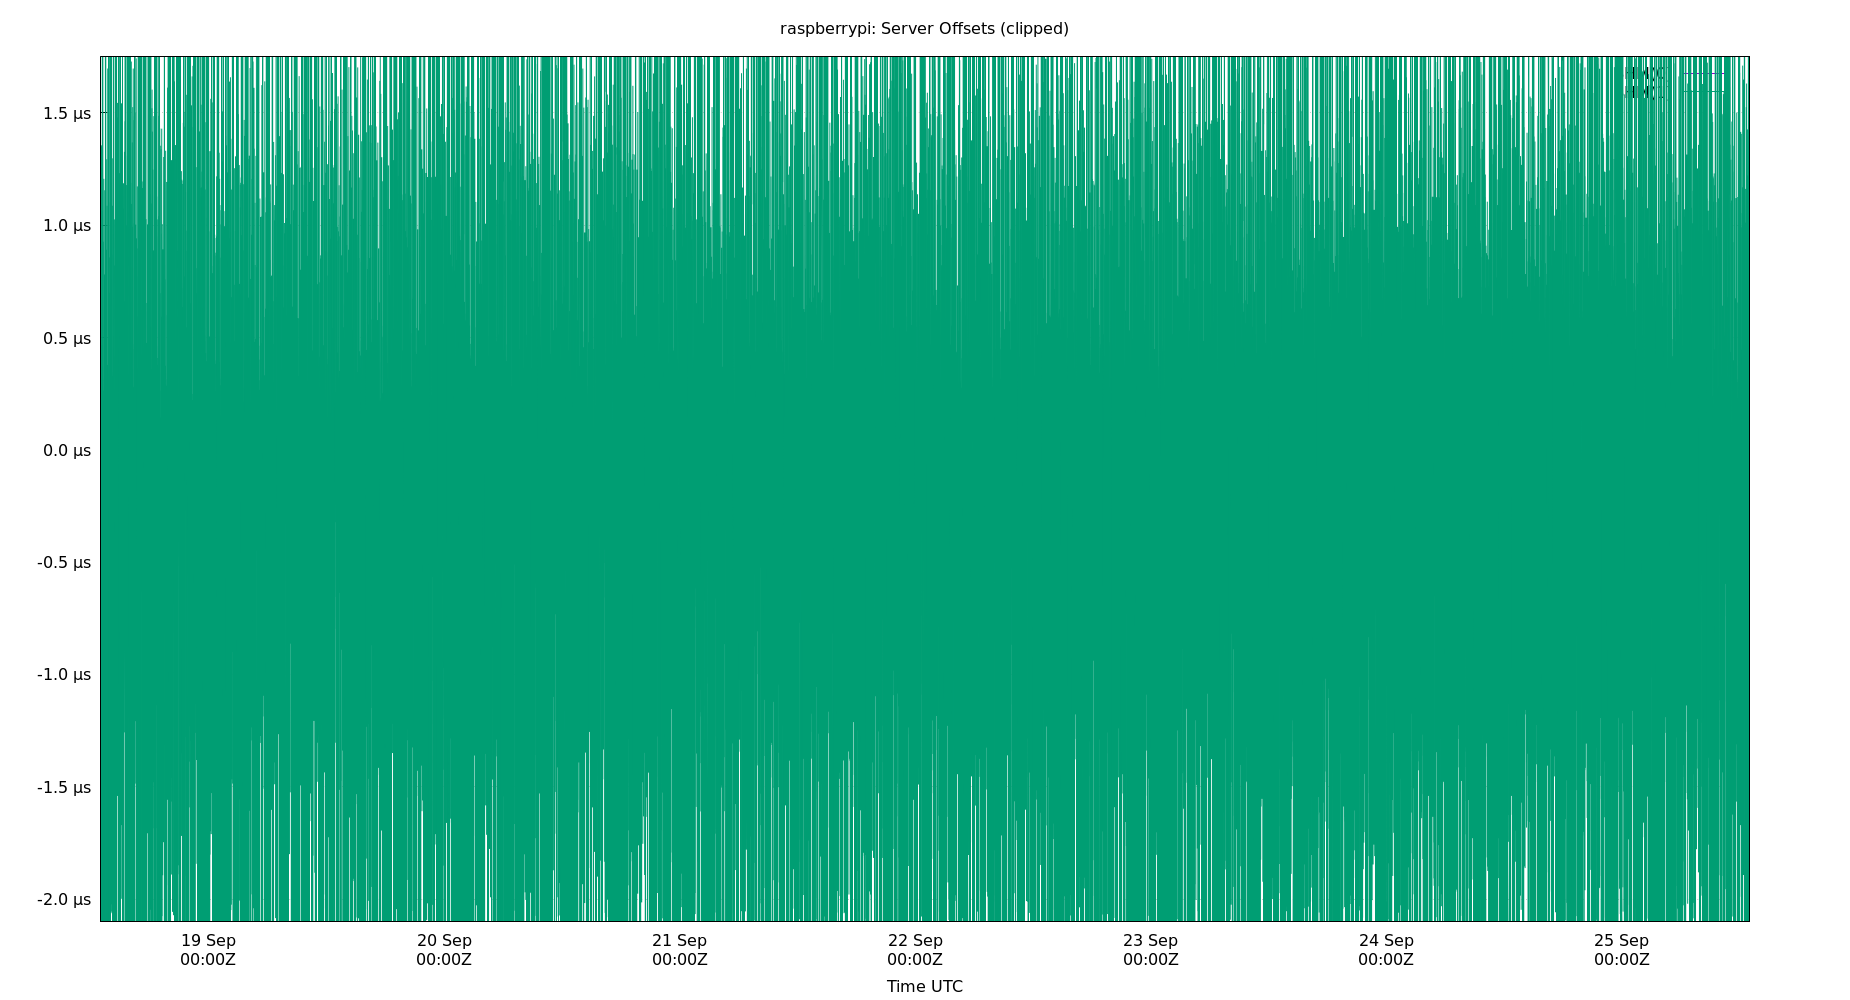 raspberrypi: Server Offsets (clipped)
1.5 µs
1.0 µs
0.5 µs
0.0 µs
-0.5 µs
-1.0 µs
-1.5 µs
-2.0 µs
19 Sep 20 Sep 21 Sep 22 Sep 23 Sep 24 Sep 25 Sep
00:00Z 00:00Z 00:00Z 00:00Z 00:00Z 00:00Z 00:00Z
Time UTC